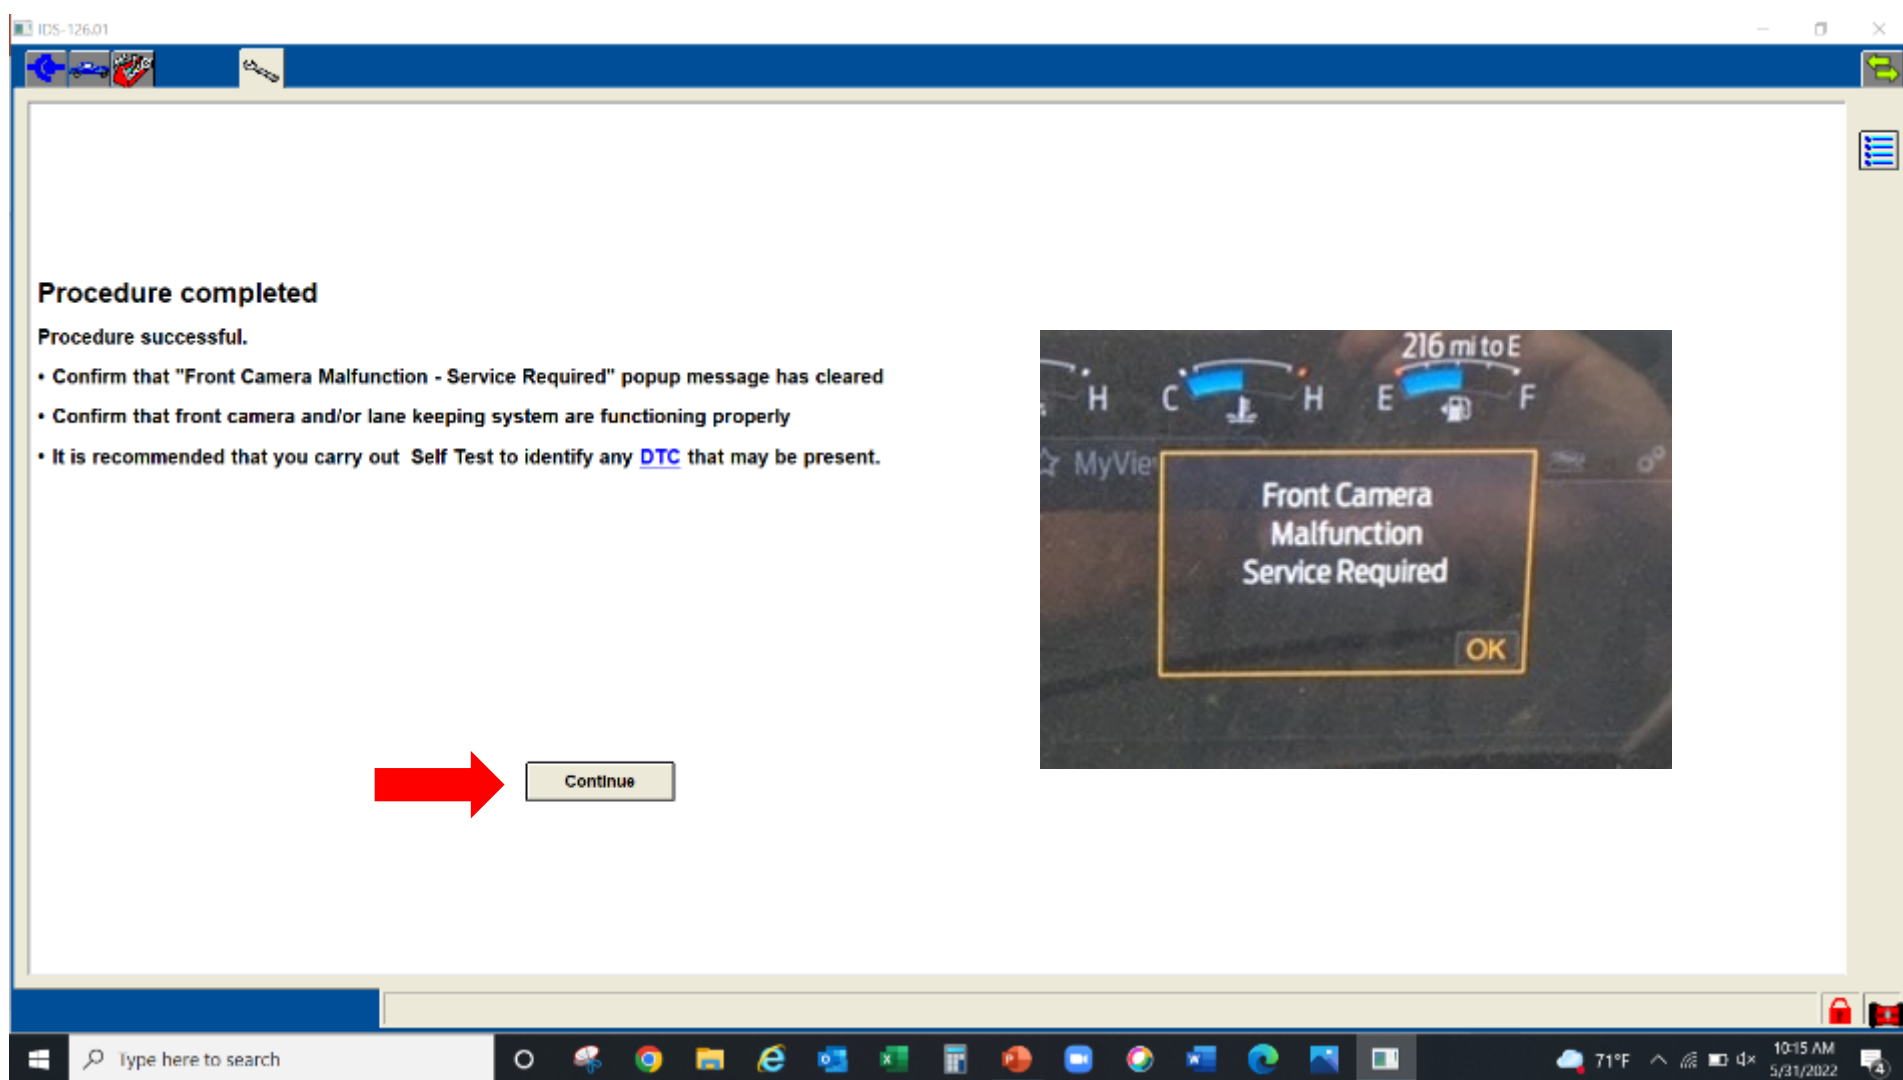 IDS-126.01
Procedure completed
Procedure successful.
• Confirm that "Front Camera Malfunction - Service Required" popup message has cleared
• Confirm that front camera and/or lane keeping system are functioning properly
• It is recommended that you carry out Self Test to identify any DTC that may be present.
Continue
216 mi to E
H C H E F
MyVie
Front Camera
Malfunction
Service Required
OK
Type here to search
71°F
10:15 AM
5/31/2022
4